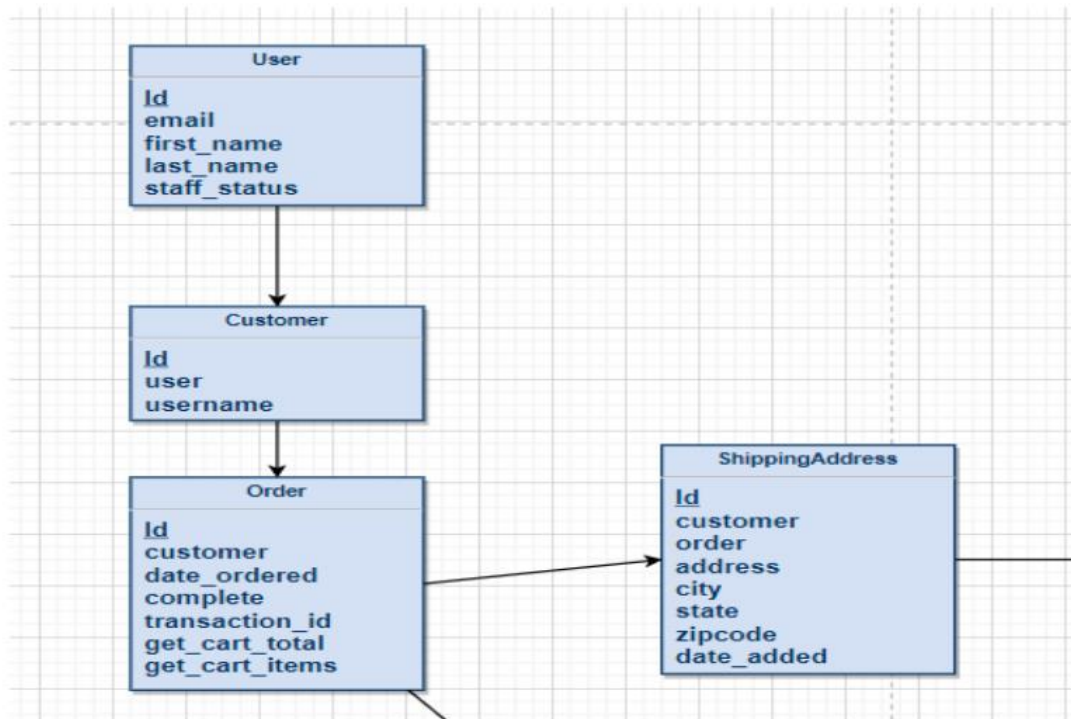 User
Id
email
first_name
last_name
staff_status
Customer
Id
user
username
Order
Id
customer
date_ordered
complete
transaction_id
get_cart_total
get_cart_items
ShippingAddress
Id
customer
order
address
city
state
zipcode
date_added